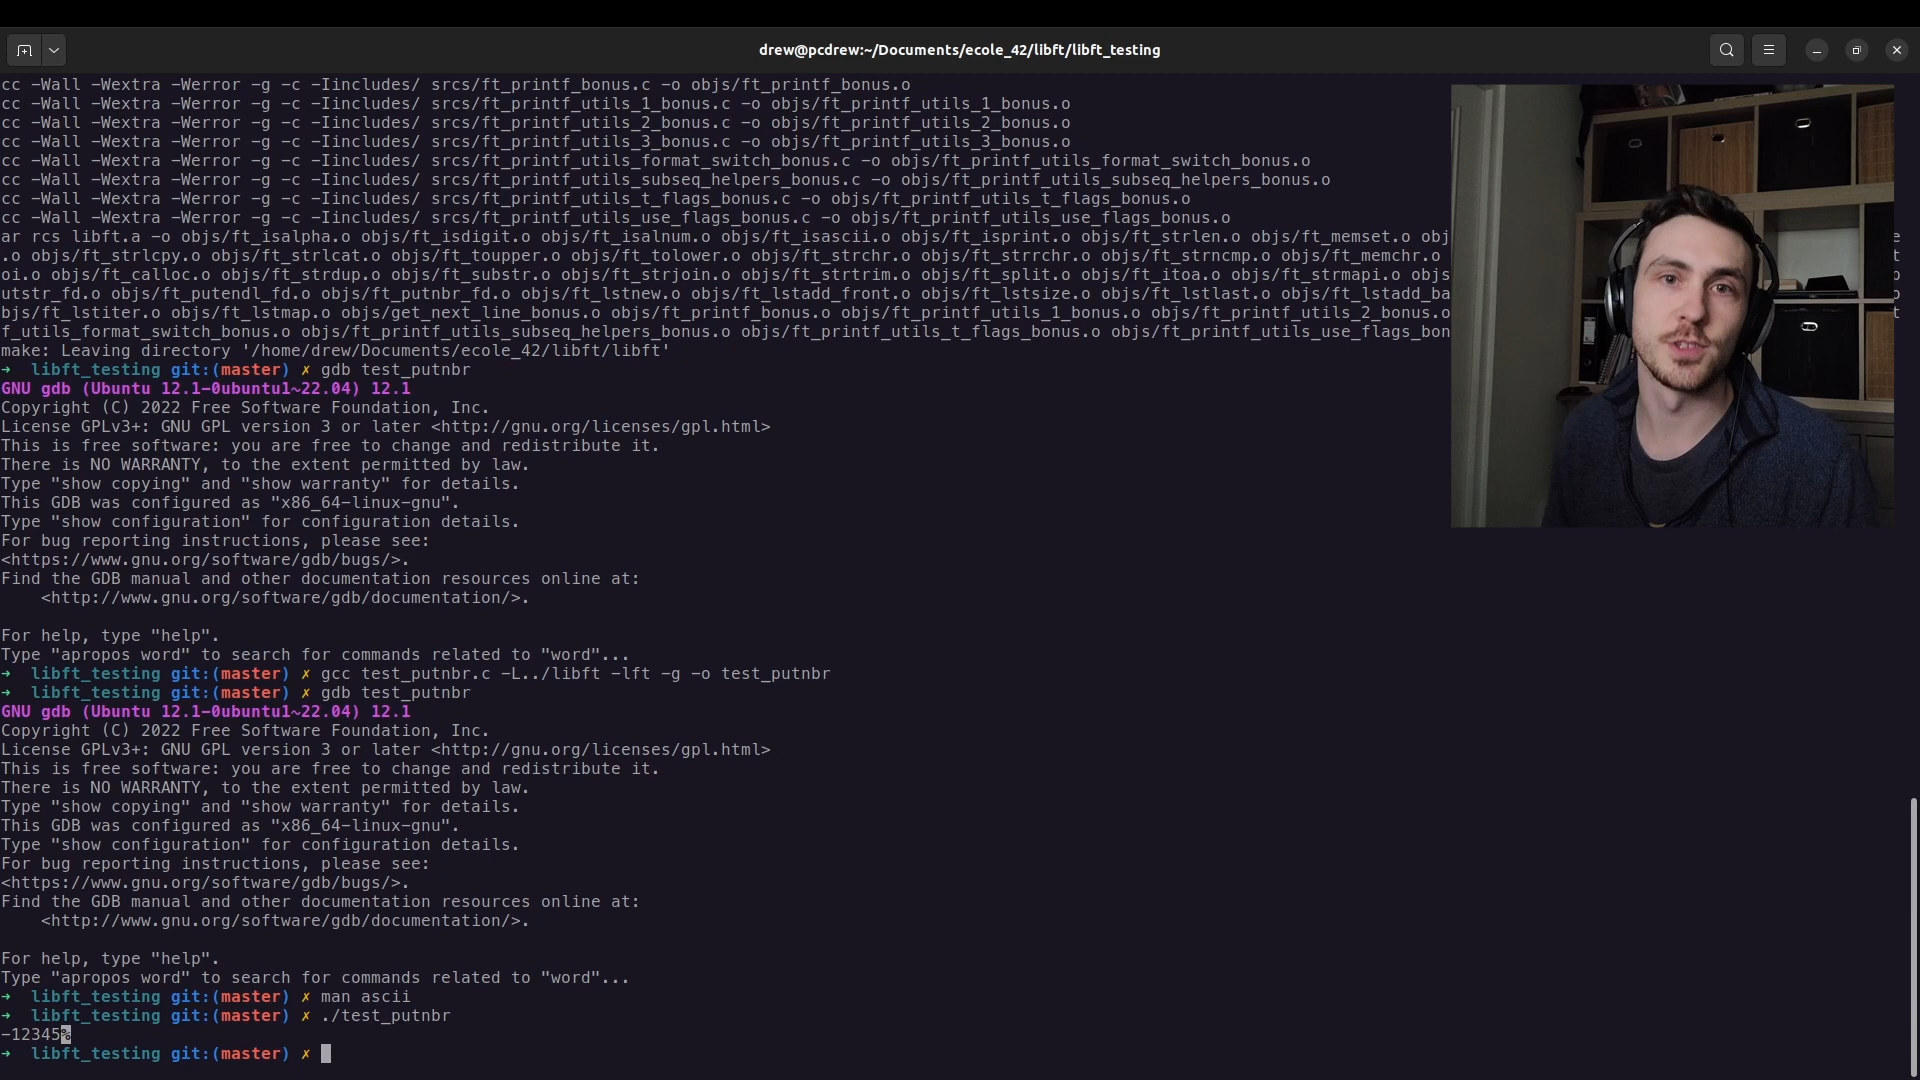 drew@pcdrew:~/Documents/ecole_42/libft/libft_testing
cc -Wall -Wextra -Werror -g -c -Iincludes/ srcs/ft_printf_bonus.c -o objs/ft_printf_bonus.o
cc -Wall -Wextra -Werror -g -c -Iincludes/ srcs/ft_printf_utils_1_bonus.c -o objs/ft_printf_utils_1_bonus.o
cc -Wall -Wextra -Werror -g -c -Iincludes/ srcs/ft_printf_utils_2_bonus.c -o objs/ft_printf_utils_2_bonus.o
cc -Wall -Wextra -Werror -g -c -Iincludes/ srcs/ft_printf_utils_3_bonus.c -o objs/ft_printf_utils_3_bonus.o
cc -Wall -Wextra -Werror -g -c -Iincludes/ srcs/ft_printf_utils_format_switch_bonus.c -o objs/ft_printf_utils_format_switch_bonus.o
cc -Wall -Wextra -Werror -g -c -Iincludes/ srcs/ft_printf_utils_subseq_helpers_bonus.c -o objs/ft_printf_utils_subseq_helpers_bonus.o
cc -Wall -Wextra -Werror -g -c -Iincludes/ srcs/ft_printf_utils_t_flags_bonus.c -o objs/ft_printf_utils_t_flags_bonus.o
cc -Wall -Wextra -Werror -g -c -Iincludes/ srcs/ft_printf_utils_use_flags_bonus.c -o objs/ft_printf_utils_use_flags_bonus.o
ar rcs libft.a -o objs/ft_isalpha.o objs/ft_isdigit.o objs/ft_isalnum.o objs/ft_isascii.o objs/ft_isprint.o objs/ft_strlen.o objs/ft_memset.o obj e
.o objs/ft_strlcpy.o objs/ft_strlcat.o objs/ft_toupper.o objs/ft_tolower.o objs/ft_strchr.o objs/ft_strrchr.o objs/ft_strncmp.o objs/ft_memchr.o t
oi.o objs/ft_calloc.o objs/ft_strdup.o objs/ft_substr.o objs/ft_strjoin.o objs/ft_strtrim.o objs/ft_split.o objs/ft_itoa.o objs/ft_strmapi.o objs p
utstr_fd.o objs/ft_putendl_fd.o objs/ft_putnbr_fd.o objs/ft_lstnew.o objs/ft_lstadd_front.o objs/ft_lstsize.o objs/ft_lstlast.o objs/ft_lstadd_ba o
bjs/ft_lstiter.o objs/ft_lstmap.o objs/get_next_line_bonus.o objs/ft_printf_bonus.o objs/ft_printf_utils_1_bonus.o objs/ft_printf_utils_2_bonus.o t
f_utils_format_switch_bonus.o objs/ft_printf_utils_subseq_helpers_bonus.o objs/ft_printf_utils_t_flags_bonus.o objs/ft_printf_utils_use_flags_bon
make: Leaving directory '/home/drew/Documents/ecole_42/libft/libft'
➜ libft_testing git:(master) ✗ gdb test_putnbr
GNU gdb (Ubuntu 12.1-0ubuntu1~22.04) 12.1
Copyright (C) 2022 Free Software Foundation, Inc.
License GPLv3+: GNU GPL version 3 or later <http://gnu.org/licenses/gpl.html>
This is free software: you are free to change and redistribute it.
There is NO WARRANTY, to the extent permitted by law.
Type "show copying" and "show warranty" for details.
This GDB was configured as "x86_64-linux-gnu".
Type "show configuration" for configuration details.
For bug reporting instructions, please see:
<https://www.gnu.org/software/gdb/bugs/>.
Find the GDB manual and other documentation resources online at:
<http://www.gnu.org/software/gdb/documentation/>.
For help, type "help".
Type "apropos word" to search for commands related to "word"...
➜ libft_testing git:(master) ✗ gcc test_putnbr.c -L../libft -lft -g -o test_putnbr
➜ libft_testing git:(master) ✗ gdb test_putnbr
GNU gdb (Ubuntu 12.1-0ubuntu1~22.04) 12.1
Copyright (C) 2022 Free Software Foundation, Inc.
License GPLv3+: GNU GPL version 3 or later <http://gnu.org/licenses/gpl.html>
This is free software: you are free to change and redistribute it.
There is NO WARRANTY, to the extent permitted by law.
Type "show copying" and "show warranty" for details.
This GDB was configured as "x86_64-linux-gnu".
Type "show configuration" for configuration details.
For bug reporting instructions, please see:
<https://www.gnu.org/software/gdb/bugs/>.
Find the GDB manual and other documentation resources online at:
<http://www.gnu.org/software/gdb/documentation/>.
For help, type "help".
Type "apropos word" to search for commands related to "word"...
➜ libft_testing git:(master) ✗ man ascii
➜ libft_testing git:(master) ✗ ./test_putnbr
-12345%
➜ libft_testing git:(master) ✗